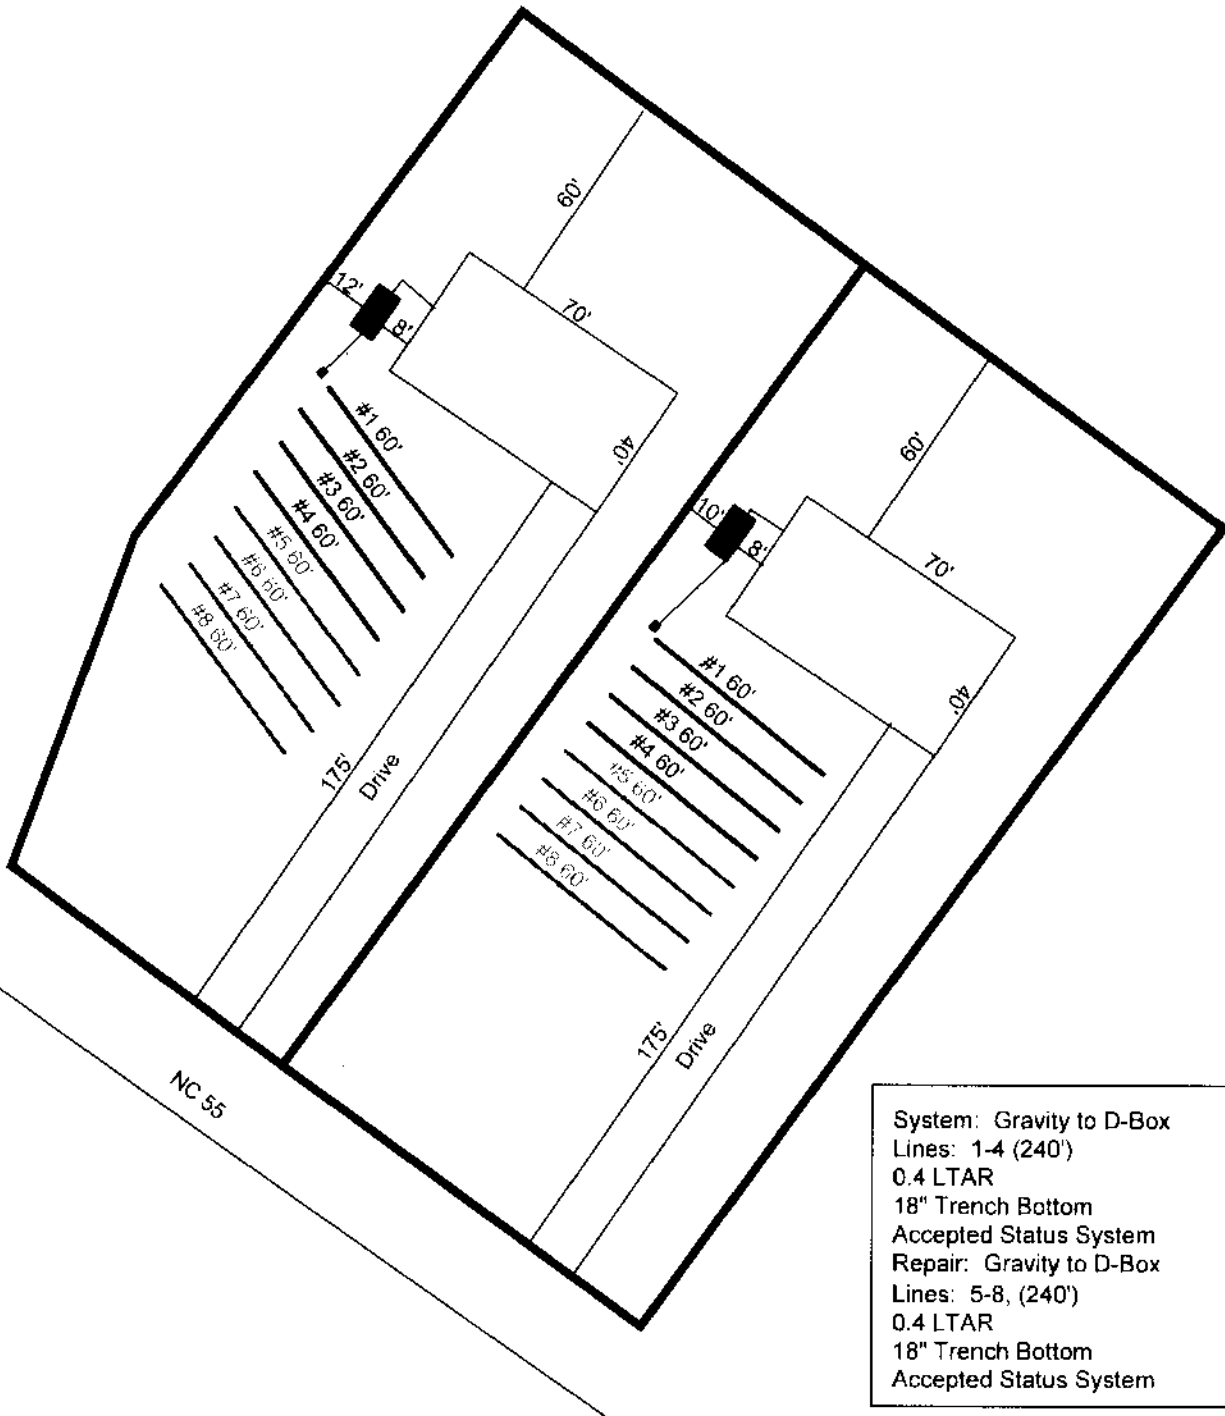 60'
12'
8'
70'
40'
#1 60'
#2 60'
#3 60'
#4 60'
#5 60'
#6 60'
#7 60'
#8 60'
175'
Drive
60'
10'
8'
70'
40'
#1 60'
#2 60'
#3 60'
#4 60'
#5 60'
#6 60'
#7 60'
#8 60'
175'
Drive
NC 55
System: Gravity to D-Box
Lines: 1-4 (240')
0.4 LTAR
18" Trench Bottom
Accepted Status System
Repair: Gravity to D-Box
Lines: 5-8, (240')
0.4 LTAR
18" Trench Bottom
Accepted Status System